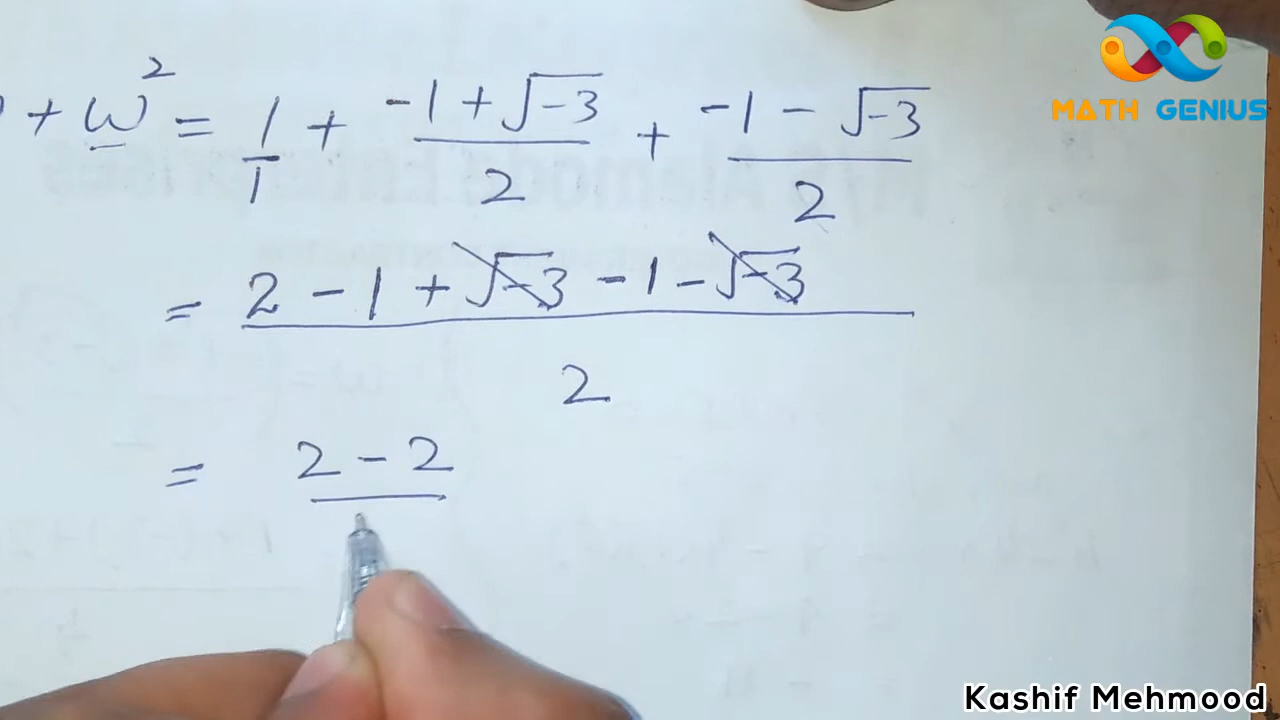 MATH GENIUS
+ ω² = 1/1 + (-1 + √-3)/2 + (-1 - √-3)/2
= (2 - 1 + √-3 - 1 - √-3)/2
= 2 - 2
Kashif Mehmood